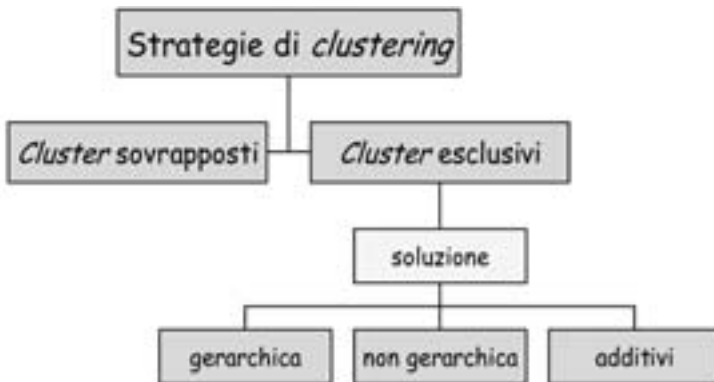 Strategie di clustering
Cluster sovrapposti
Cluster esclusivi
soluzione
gerarchica
non gerarchica
additivi